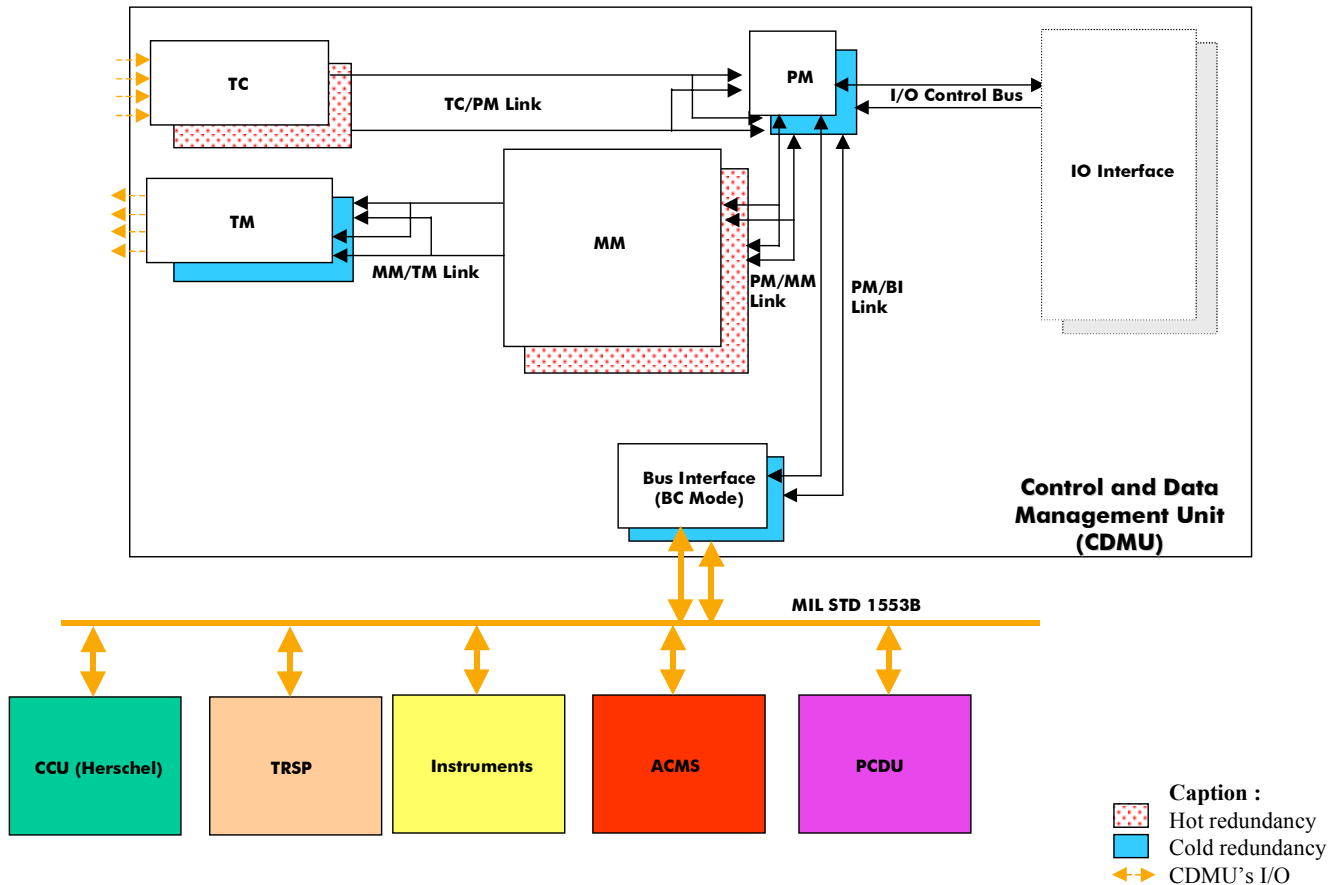 TC
PM
I/O Control Bus
TC/PM Link
IO Interface
TM
MM
MM/TM Link
PM/MM
Link
PM/BI
Link
Bus Interface
(BC Mode)
Control and Data
Management Unit
(CDMU)
MIL STD 1553B
CCU (Herschel)
TRSP
Instruments
ACMS
PCDU
Caption :
Hot redundancy
Cold redundancy
CDMU's I/O